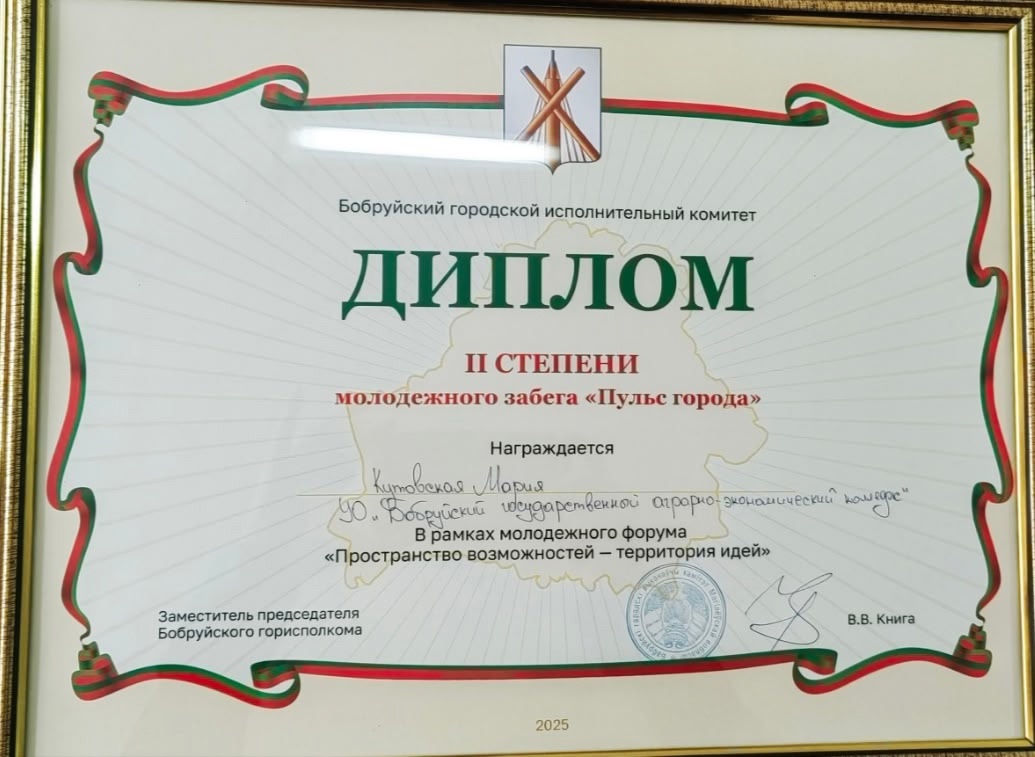 Бобруйский городской исполнительный комитет
ДИПЛОМ
II СТЕПЕНИ
молодежного забега «Пульс города»
Награждается
Кутовская Мария
УО „Бобруйский государственный аграрно-экономический колледж"
В рамках молодежного форума
«Пространство возможностей — территория идей»
Заместитель председателя
Бобруйского горисполкома
В.В. Книга
2025